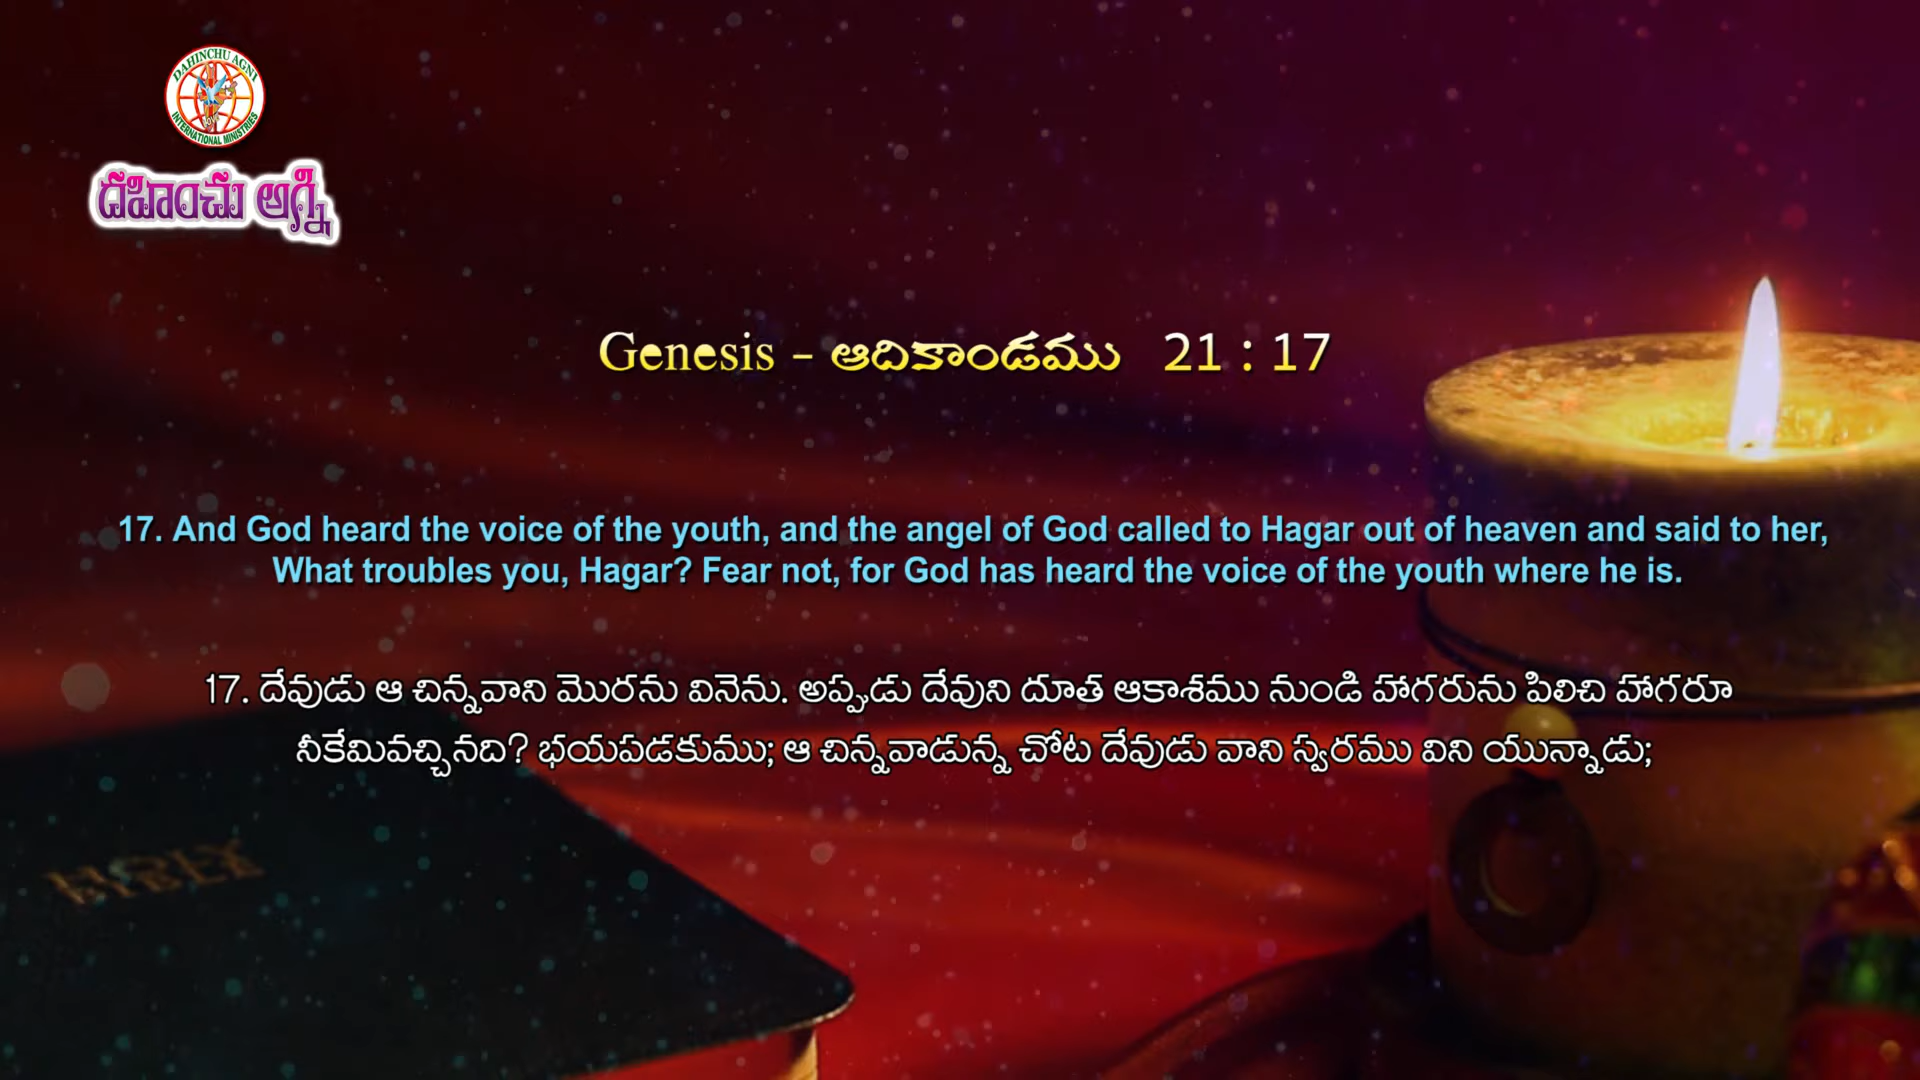 DAHINCHU AGNI
INTERNATIONAL MINISTRIES
దహించు అగ్ని
Genesis - ఆదికాండము 21 : 17
17. And God heard the voice of the youth, and the angel of God called to Hagar out of heaven and said to her,
What troubles you, Hagar? Fear not, for God has heard the voice of the youth where he is.
17. దేవుడు ఆ చిన్నవాని మొరను వినెను. అప్పుడు దేవుని దూత ఆకాశము నుండి హాగరును పిలిచి హాగరూ
నీకేమివచ్చినది? భయపడకుము; ఆ చిన్నవాడున్న చోట దేవుడు వాని స్వరము విని యున్నాడు;
HOLY
BIBLE